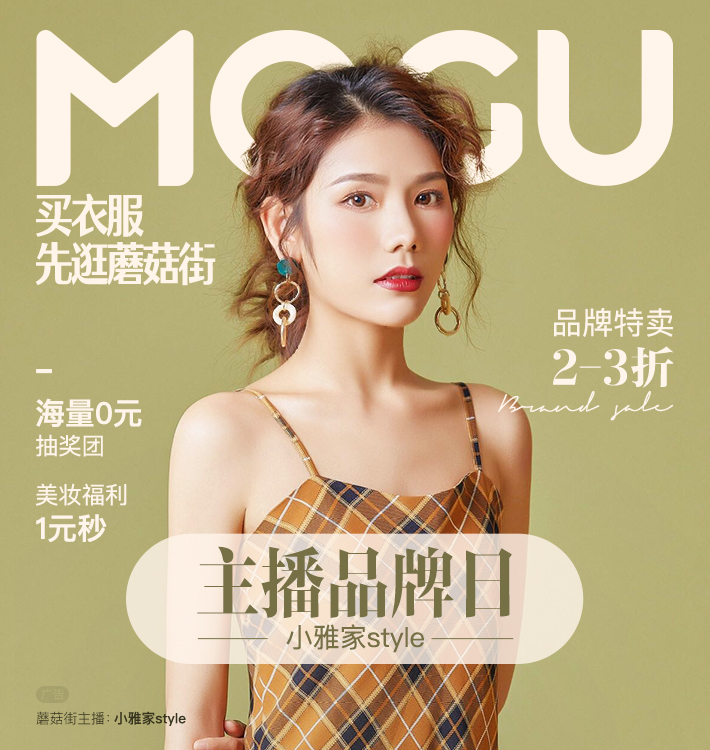 MOGU
买衣服
先逛蘑菇街
品牌特卖
2-3折
Brand sale
海量0元
抽奖团
美妆福利
1元秒
主播品牌日
小雅家style
广告
蘑菇街主播：小雅家style